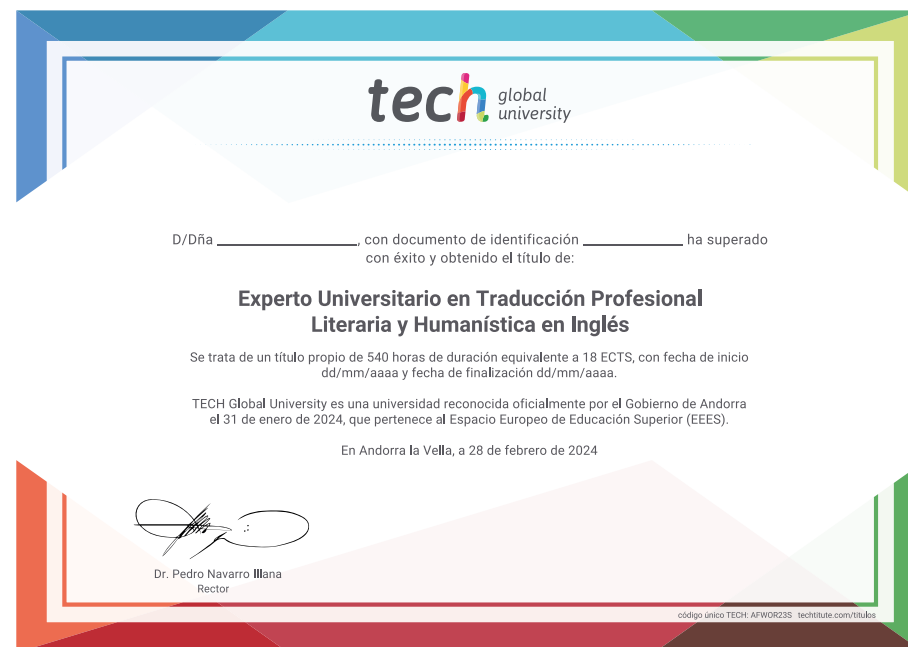 tech global university
D/Dña ____________, con documento de identificación ____________ ha superado
con éxito y obtenido el título de:
Experto Universitario en Traducción Profesional
Literaria y Humanística en Inglés
Se trata de un título propio de 540 horas de duración equivalente a 18 ECTS, con fecha de inicio
dd/mm/aaaa y fecha de finalización dd/mm/aaaa.
TECH Global University es una universidad reconocida oficialmente por el Gobierno de Andorra
el 31 de enero de 2024, que pertenece al Espacio Europeo de Educación Superior (EEES).
En Andorra la Vella, a 28 de febrero de 2024
Dr. Pedro Navarro Illana
Rector
código único TECH: AFWOR23S techtitute.com/titulos